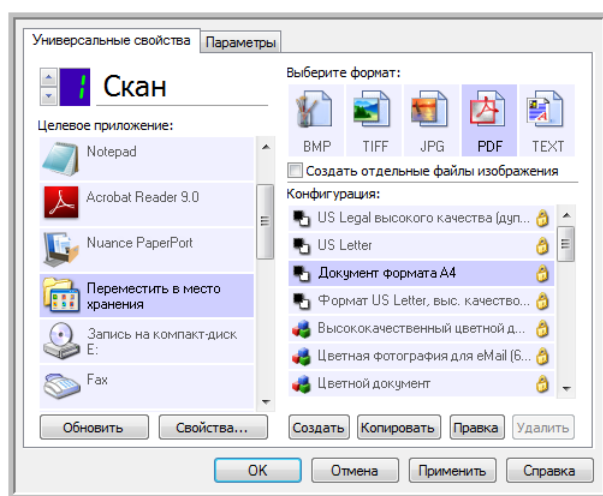 Универсальные свойства
Параметры
1
Скан
Целевое приложение:
Notepad
Acrobat Reader 9.0
Nuance PaperPort
Переместить в место
хранения
Запись на компакт-диск
E:
Fax
Обновить
Свойства...
Выберите формат:
BMP
TIFF
JPG
PDF
TEXT
Создать отдельные файлы изображения
Конфигурация:
US Legal высокого качества (дуп...
US Letter
Документ формата A4
Формат US Letter, выс. качество...
Высококачественный цветной д...
Цветная фотография для eMail (6...
Цветной документ
Создать
Копировать
Правка
Удалить
OK
Отмена
Применить
Справка